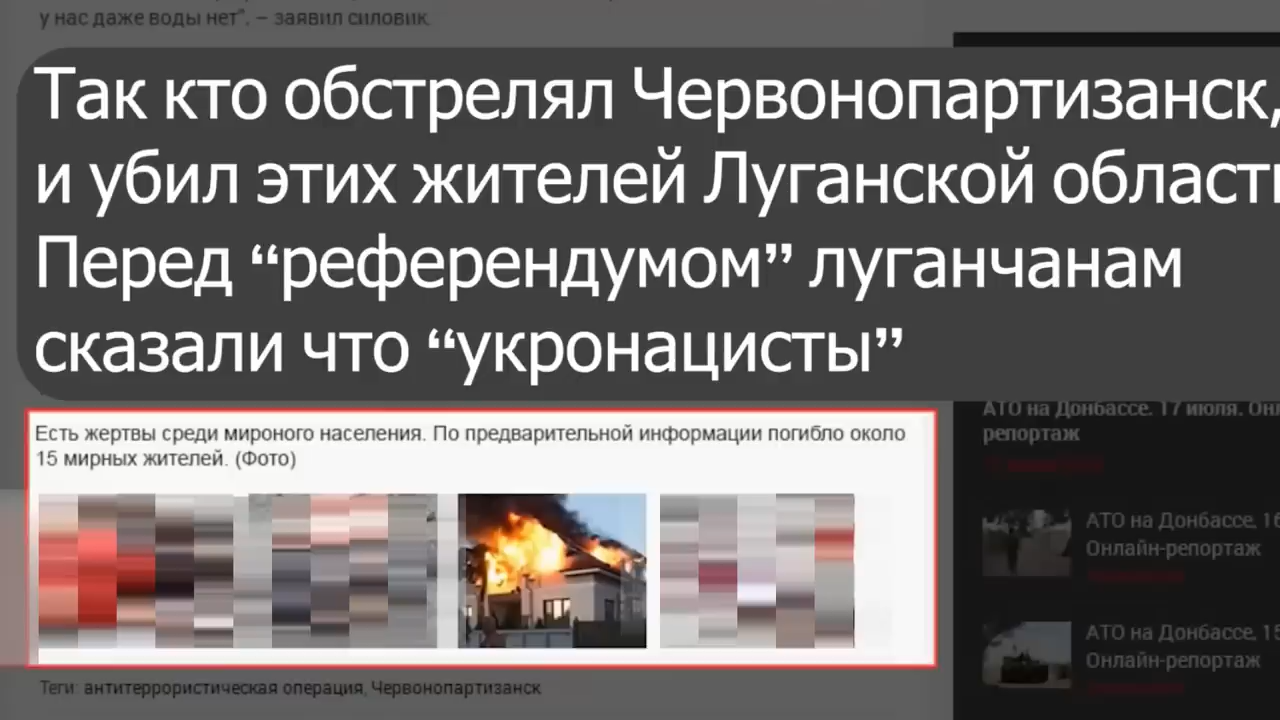 у нас даже воды нет". – заявил силовик.
Так кто обстрелял Червонопартизанск,
и убил этих жителей Луганской област
Перед “референдумом” луганчанам
сказали что “укронацисты”
Есть жертвы среди мироного населения. По предварительной информации погибло около
15 мирных жителей. (Фото)
Теги: антитеррористическая операция, Червонопартизанск
АТО на Донбассе. 17 июля. Он
репортаж
АТО на Донбассе, 16
Онлайн-репортаж
АТО на Донбассе, 15
Онлайн-репортаж